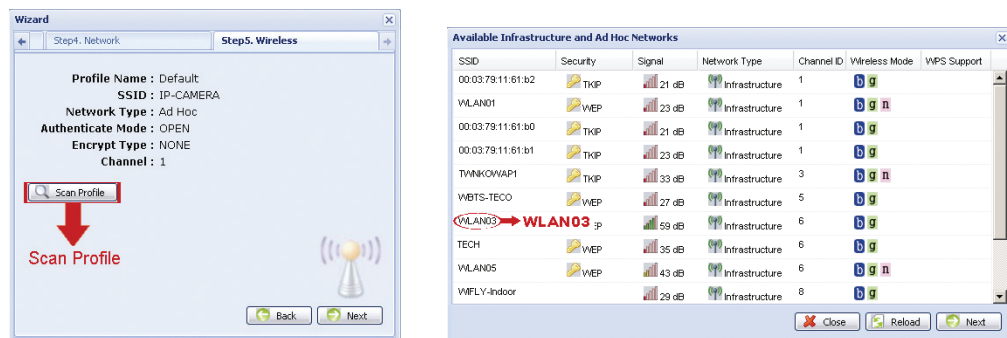 Wizard
Step4. Network Step5. Wireless
Profile Name : Default
SSID : IP-CAMERA
Network Type : Ad Hoc
Authenticate Mode : OPEN
Encrypt Type : NONE
Channel : 1
Scan Profile
Scan Profile
Back Next
Available Infrastructure and Ad Hoc Networks
SSID Security Signal Network Type Channel ID Wireless Mode WPS Support
00:03:79:11:61:b2 TKIP 21 dB Infrastructure 1 b g
WLAN01 WEP 23 dB Infrastructure 1 b g n
00:03:79:11:61:b0 TKIP 21 dB Infrastructure 1 b g
00:03:79:11:61:b1 TKIP 23 dB Infrastructure 1 b g
TWNKOWAP1 TKIP 33 dB Infrastructure 3 b g n
WBTS-TECO WEP 27 dB Infrastructure 5 b g
WLAN03 WLAN03 :P 59 dB Infrastructure 6 b g
TECH WEP 35 dB Infrastructure 6 b g
WLAN05 WEP 43 dB Infrastructure 6 b g n
WIFLY-Indoor 29 dB Infrastructure 8 b g
Close Reload Next